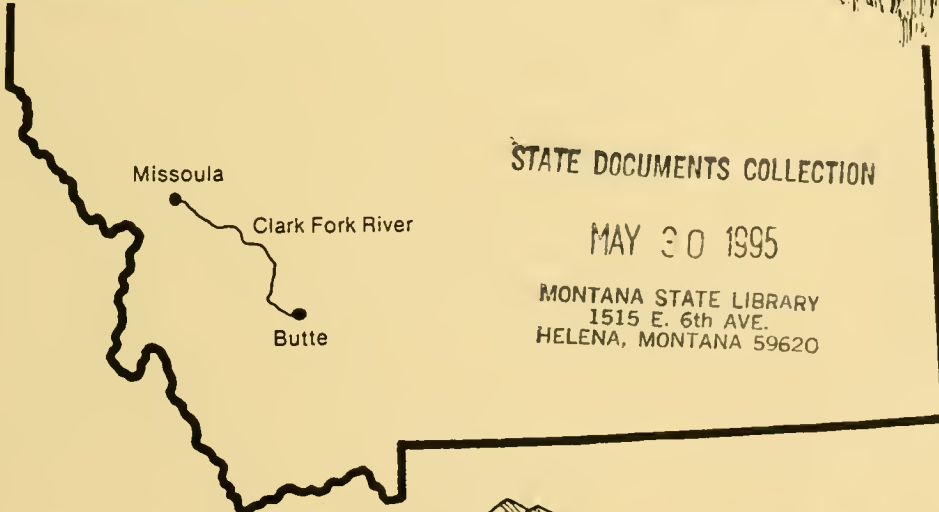 Missoula
Clark Fork River
Butte
STATE DOCUMENTS COLLECTION
MAY 30 1995
MONTANA STATE LIBRARY
1515 E. 6th AVE.
HELENA, MONTANA 59620